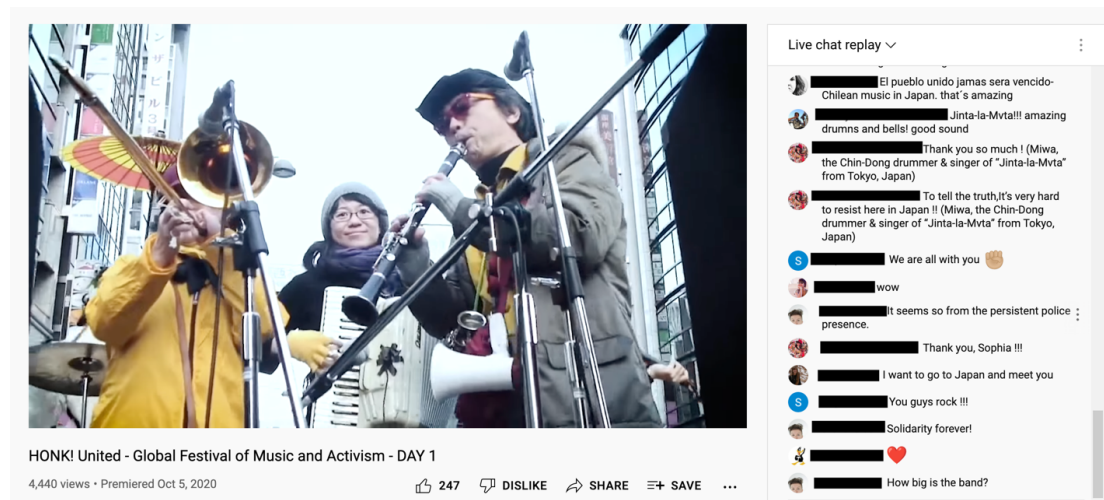 ンザビル3号
Live chat replay
El pueblo unido jamas sera vencido-
Chilean music in Japan. that´s amazing
Jinta-la-Mvta!!! amazing
drumns and bells! good sound
Thank you so much ! (Miwa,
the Chin-Dong drummer & singer of “Jinta-la-Mvta”
from Tokyo, Japan)
To tell the truth,It’s very hard
to resist here in Japan !! (Miwa, the Chin-Dong
drummer & singer of “Jinta-la-Mvta” from Tokyo,
Japan)
S
We are all with you
wow
It seems so from the persistent police
presence.
Thank you, Sophia !!!
I want to go to Japan and meet you
S
You guys rock !!!
Solidarity forever!
How big is the band?
HONK! United - Global Festival of Music and Activism - DAY 1
4,440 views • Premiered Oct 5, 2020
247
DISLIKE
SHARE
SAVE